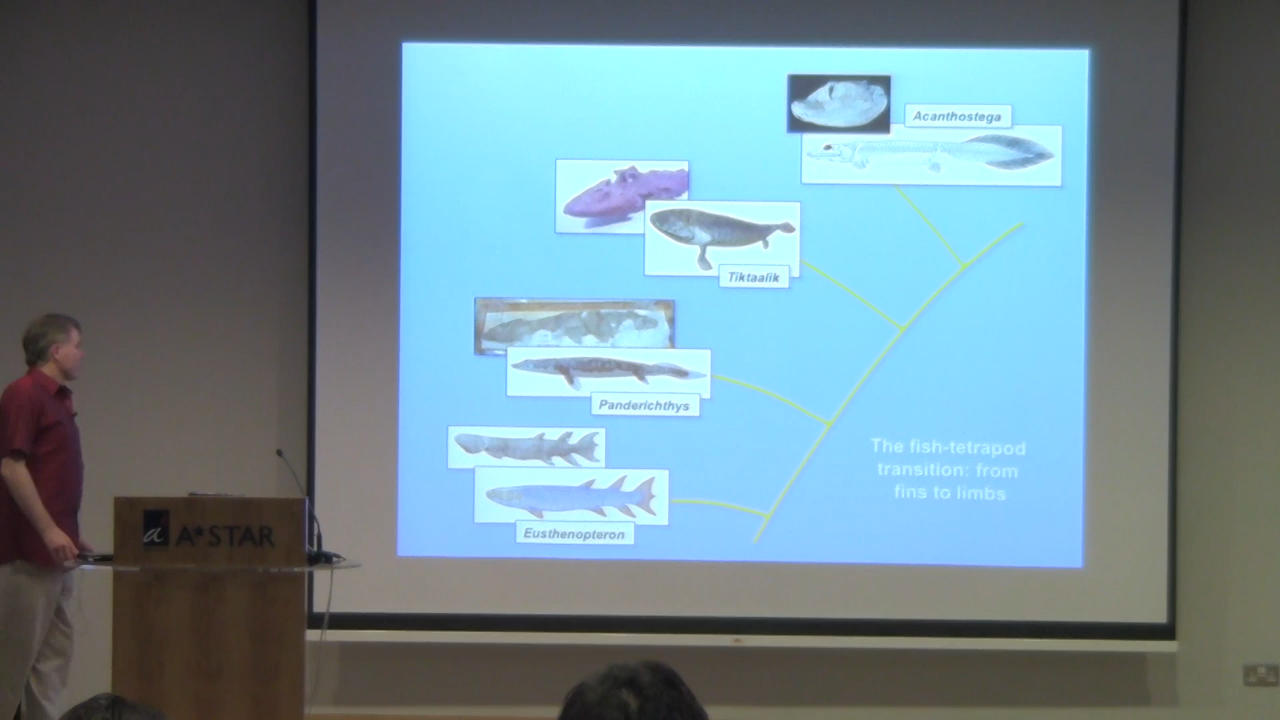 Acanthostega
Tiktaalik
Panderichthys
Eusthenopteron
The fish-tetrapod
transition: from
fins to limbs
a A*STAR